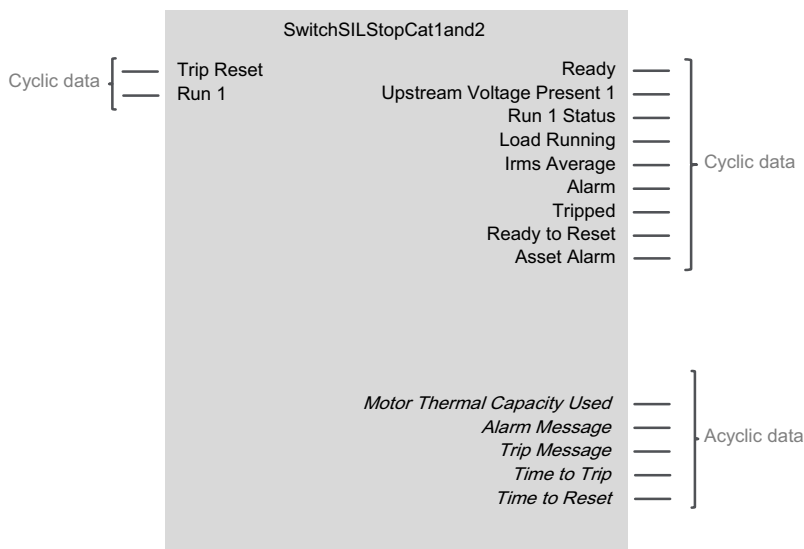 SwitchSILStopCat1and2
Cyclic data
Trip Reset
Run 1
Ready
Upstream Voltage Present 1
Run 1 Status
Load Running
Irms Average
Alarm
Tripped
Ready to Reset
Asset Alarm
Cyclic data
Motor Thermal Capacity Used
Alarm Message
Trip Message
Time to Trip
Time to Reset
Acyclic data